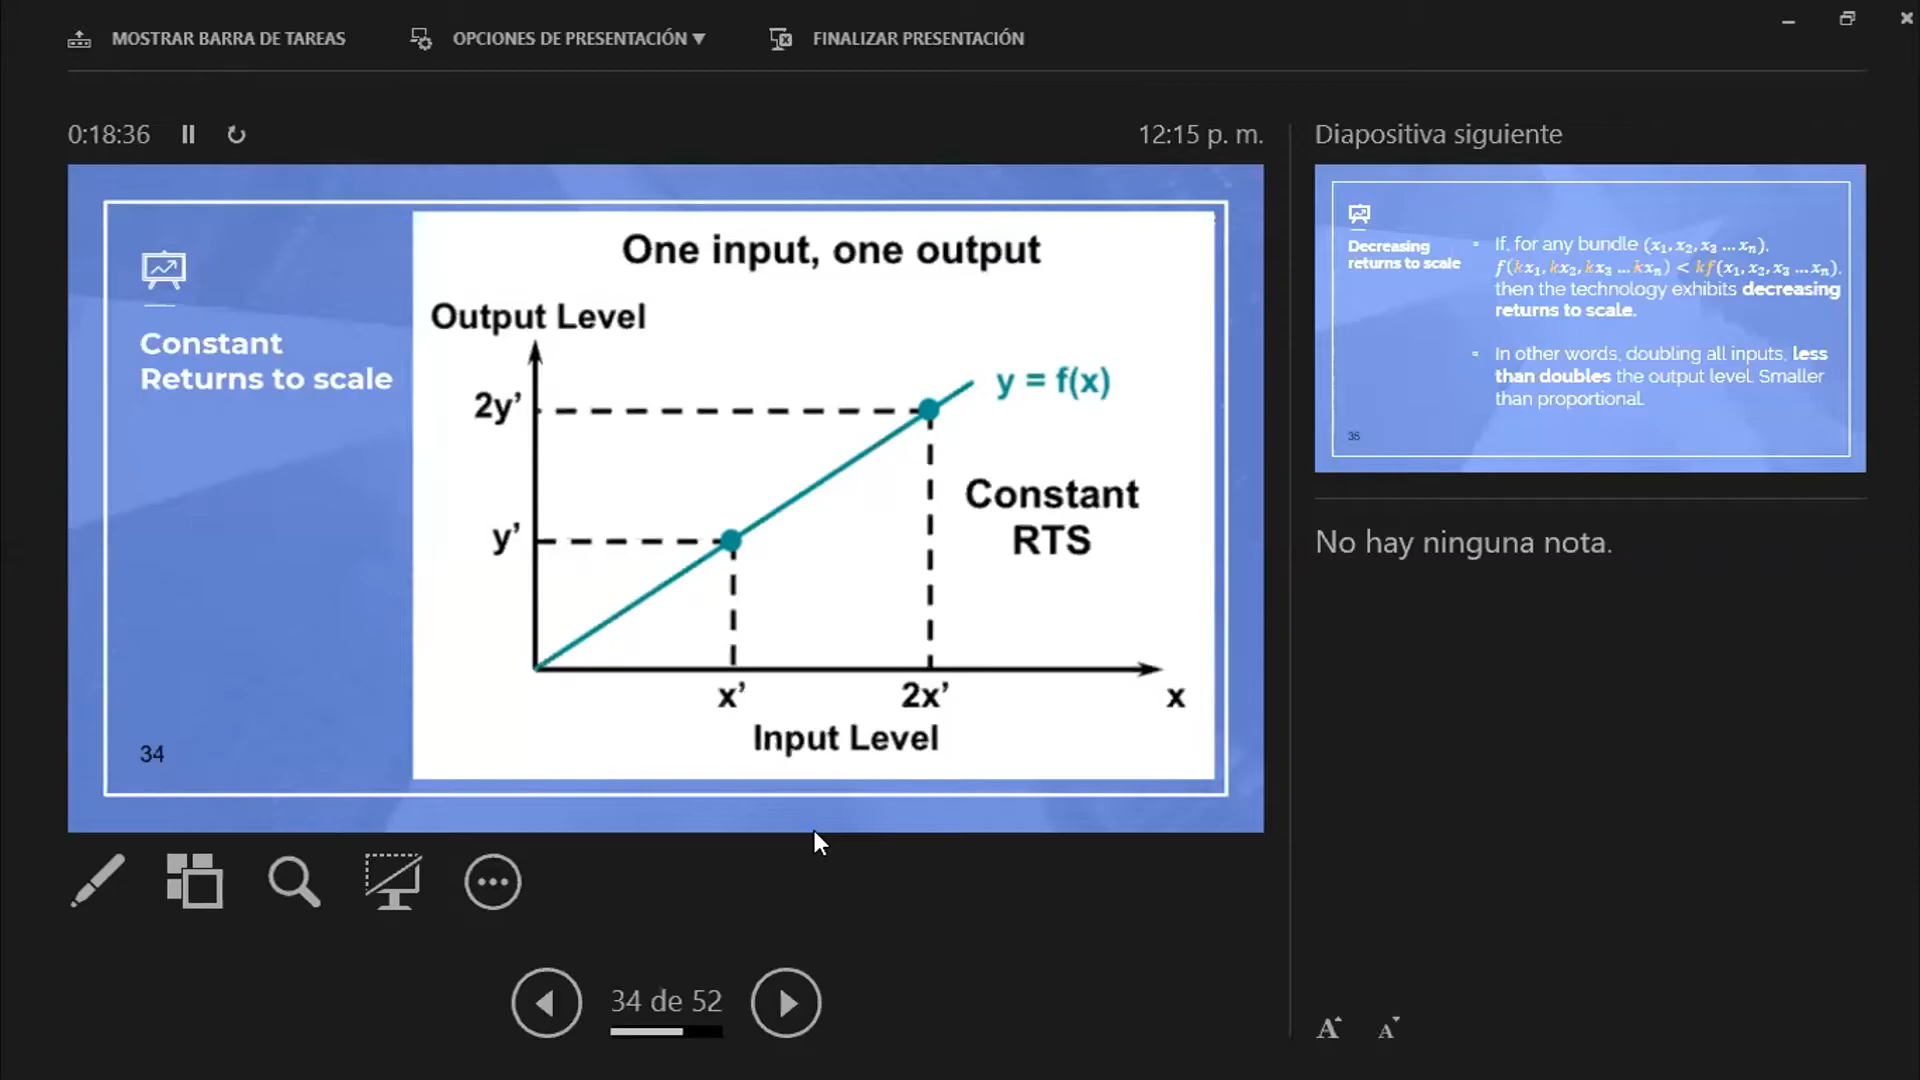 MOSTRAR BARRA DE TAREAS
OPCIONES DE PRESENTACIÓN ▼
FINALIZAR PRESENTACIÓN
0:18:36
12:15 p. m.
Diapositiva siguiente
Constant
Returns to scale
34
One input, one output
Output Level
2y’
y’
y = f(x)
Constant
RTS
x’
2x’
x
Input Level
Decreasing
returns to scale
▫ If, for any bundle (x₁, x₂, x₃ … xₙ),
f(kx₁, kx₂, kx₃ … kxₙ) < kf(x₁, x₂, x₃ … xₙ),
then the technology exhibits decreasing
returns to scale.
▫ In other words, doubling all inputs, less
than doubles the output level. Smaller
than proportional.
35
No hay ninguna nota.
34 de 52
A A